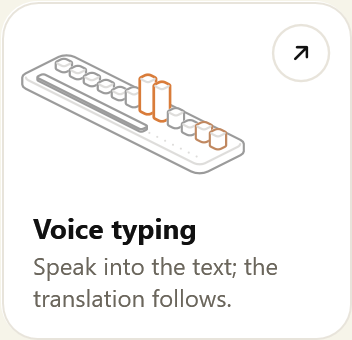 Voice typing
Speak into the text; the
translation follows.